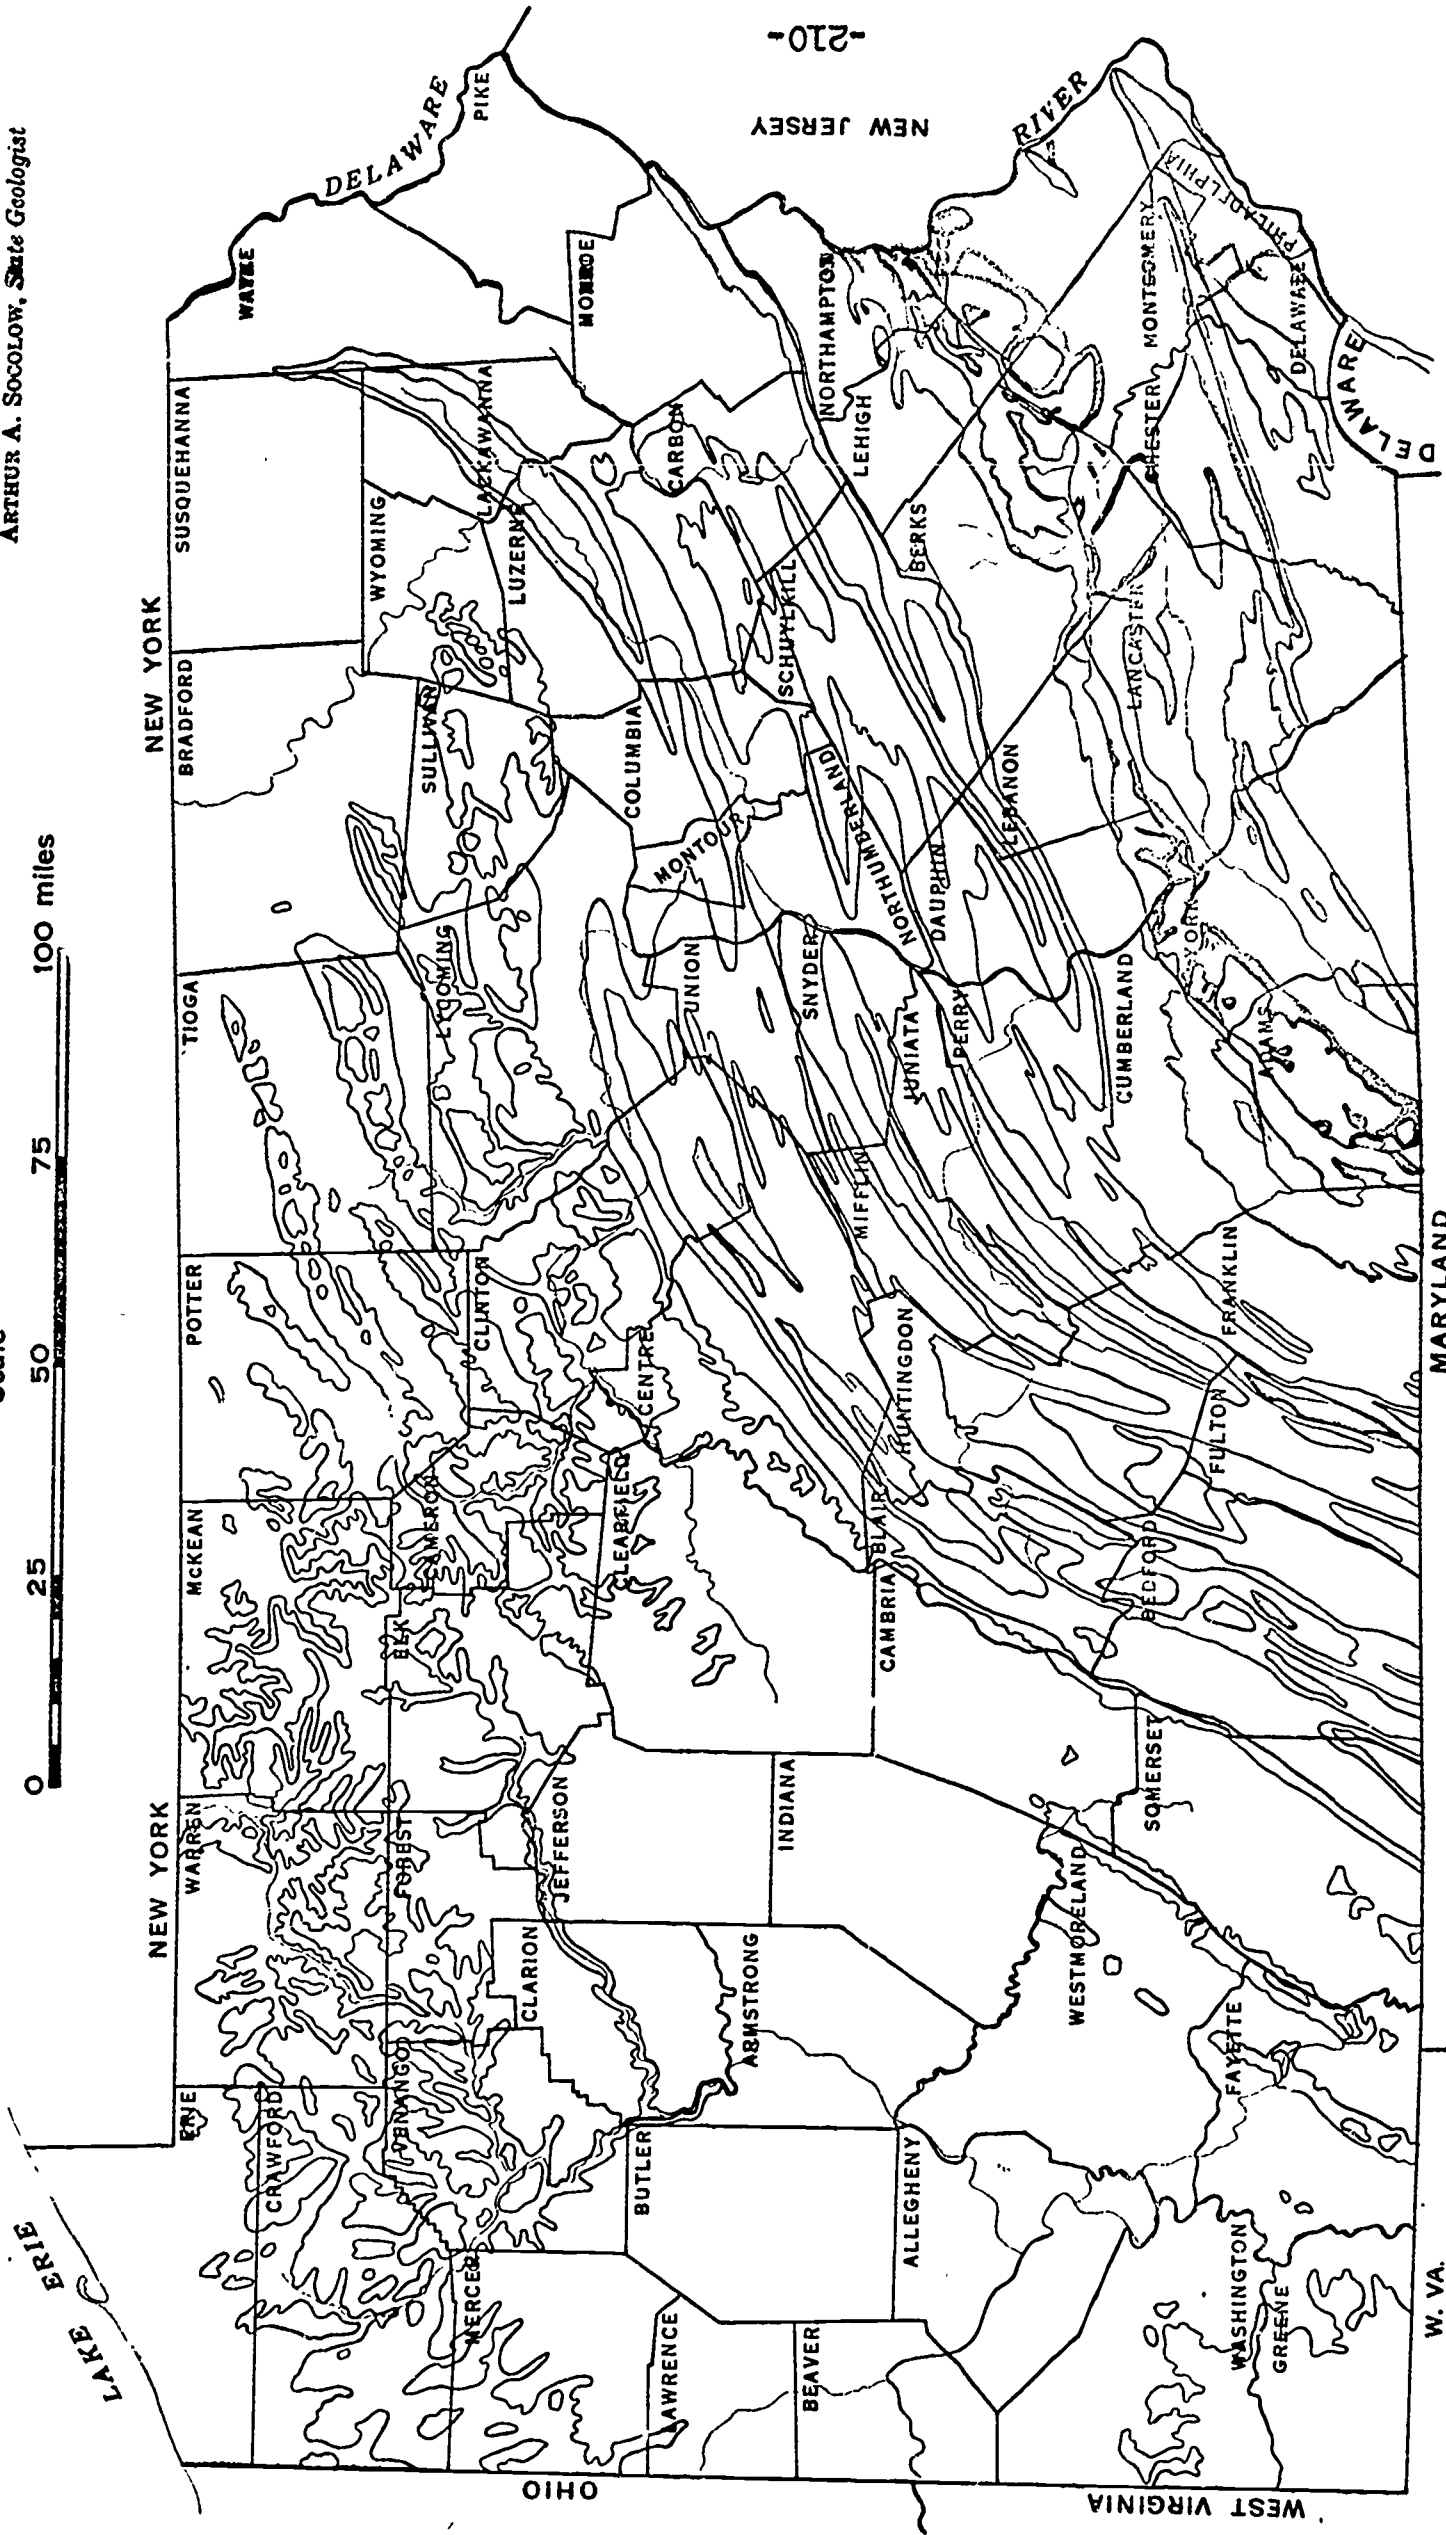 ARTHUR A. SOCOLOW, State Geologist
Scale
0 25 50 75 100 miles
LAKE ERIE
NEW YORK
NEW YORK
ERIE
WARREN
McKEAN
POTTER
TIOGA
BRADFORD
SUSQUEHANNA
WAYNE
DELAWARE
PIKE
CRAWFORD
VENANGO
FOREST
ELK
CAMERON
CLINTON
LYCOMING
SULLIVAN
WYOMING
LACKAWANNA
LUZERNE
MONROE
MERCER
CLARION
JEFFERSON
CLEARFIELD
CENTRE
UNION
MONTOUR
COLUMBIA
CARBON
NORTHAMPTON
NEW JERSEY
-210-
OHIO
LAWRENCE
BUTLER
ARMSTRONG
INDIANA
CAMBRIA
BLAIR
HUNTINGDON
MIFFLIN
SNYDER
JUNIATA
NORTHUMBERLAND
SCHUYLKILL
LEHIGH
BEAVER
ALLEGHENY
WESTMORELAND
SOMERSET
BEDFORD
FULTON
FRANKLIN
PERRY
CUMBERLAND
DAUPHIN
LEBANON
BERKS
RIVER
WASHINGTON
GREENE
FAYETTE
ADAMS
YORK
LANCASTER
CHESTER
MONTGOMERY
PHILADELPHIA
DELAWARE
DELAWARE
WEST VIRGINIA
W. VA.
MARYLAND